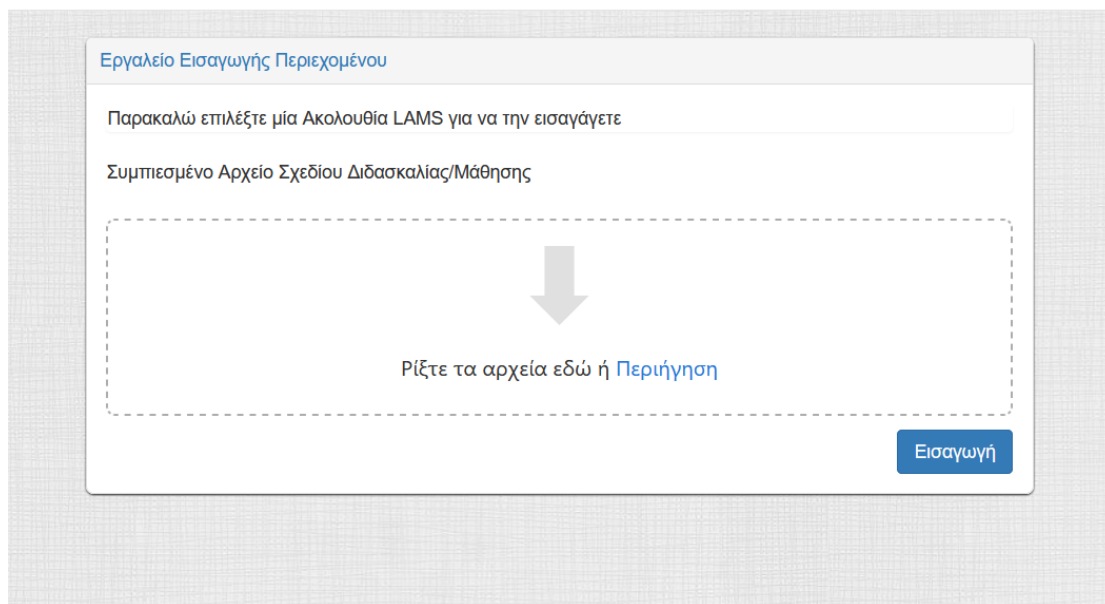 Εργαλείο Εισαγωγής Περιεχομένου
Παρακαλώ επιλέξτε μία Ακολουθία LAMS για να την εισαγάγετε
Συμπιεσμένο Αρχείο Σχεδίου Διδασκαλίας/Μάθησης
Ρίξτε τα αρχεία εδώ ή Περιήγηση
Εισαγωγή